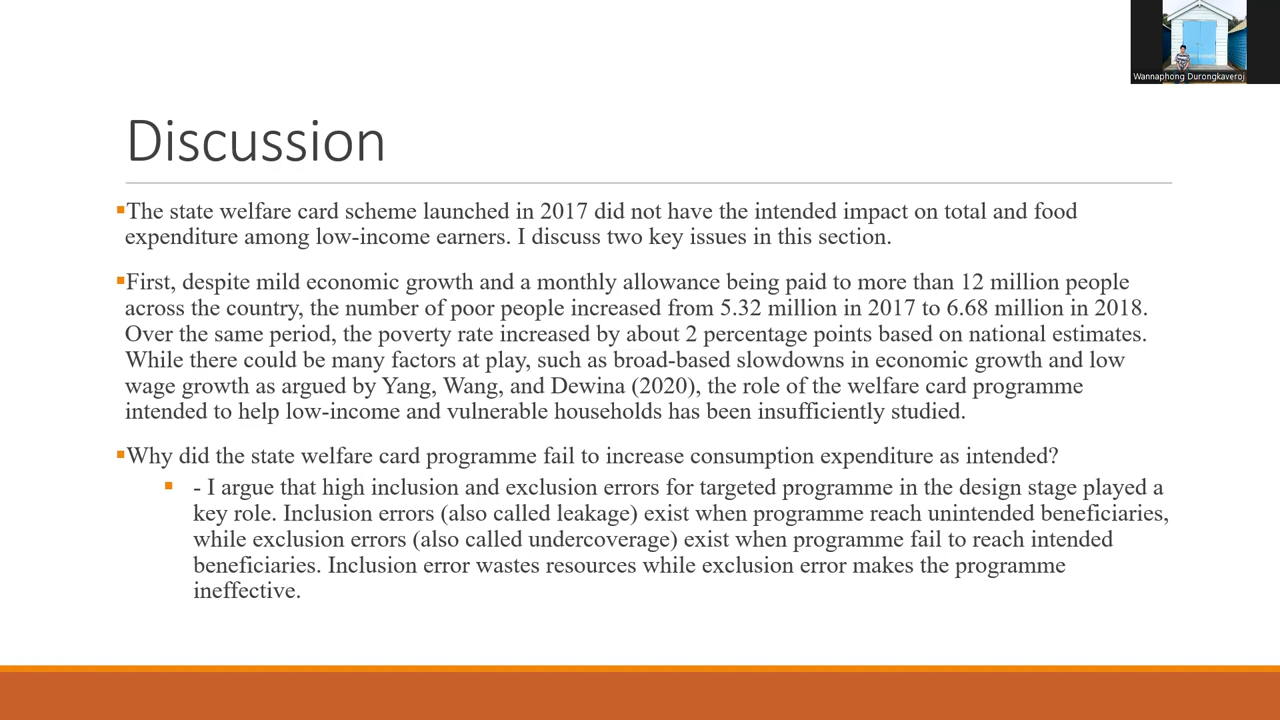 Wannaphong Durongkaveroj
Discussion
▪The state welfare card scheme launched in 2017 did not have the intended impact on total and food
expenditure among low-income earners. I discuss two key issues in this section.
▪First, despite mild economic growth and a monthly allowance being paid to more than 12 million people
across the country, the number of poor people increased from 5.32 million in 2017 to 6.68 million in 2018.
Over the same period, the poverty rate increased by about 2 percentage points based on national estimates.
While there could be many factors at play, such as broad-based slowdowns in economic growth and low
wage growth as argued by Yang, Wang, and Dewina (2020), the role of the welfare card programme
intended to help low-income and vulnerable households has been insufficiently studied.
▪Why did the state welfare card programme fail to increase consumption expenditure as intended?
▪ - I argue that high inclusion and exclusion errors for targeted programme in the design stage played a
key role. Inclusion errors (also called leakage) exist when programme reach unintended beneficiaries,
while exclusion errors (also called undercoverage) exist when programme fail to reach intended
beneficiaries. Inclusion error wastes resources while exclusion error makes the programme
ineffective.